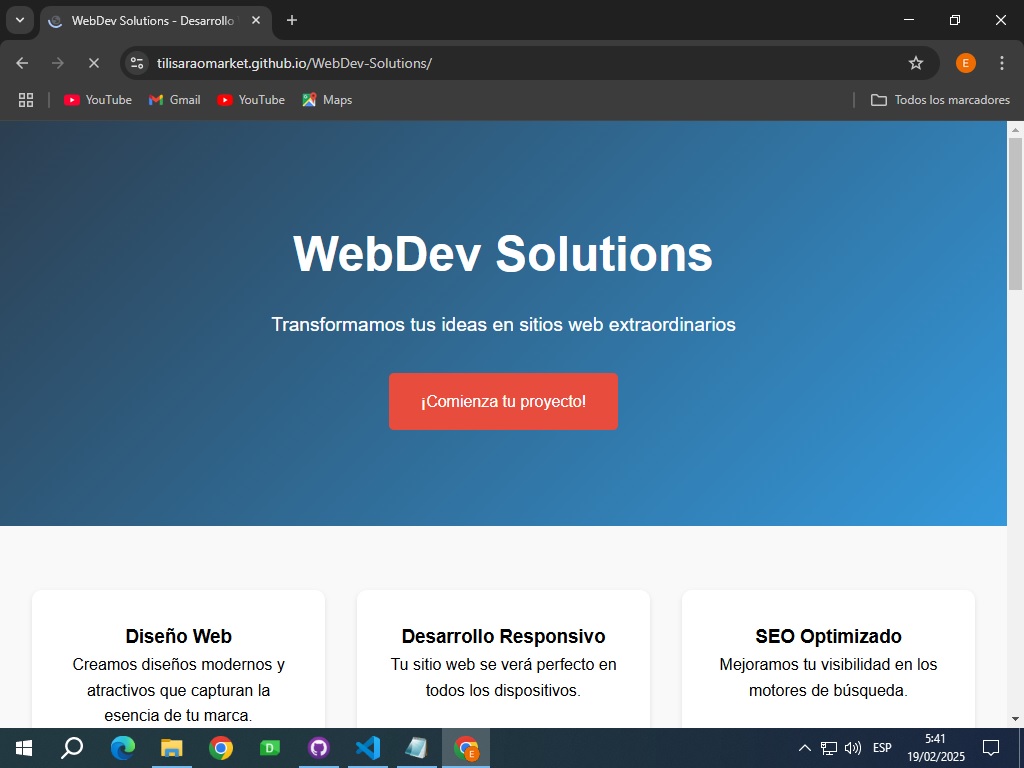 WebDev Solutions - Desarrollo
tilisaraomarket.github.io/WebDev-Solutions/
E
YouTube
Gmail
YouTube
Maps
Todos los marcadores
WebDev Solutions
Transformamos tus ideas en sitios web extraordinarios
¡Comienza tu proyecto!
Diseño Web
Creamos diseños modernos y
atractivos que capturan la
esencia de tu marca.
Desarrollo Responsivo
Tu sitio web se verá perfecto en
todos los dispositivos.
SEO Optimizado
Mejoramos tu visibilidad en los
motores de búsqueda.
D
E
ESP
5:41
19/02/2025